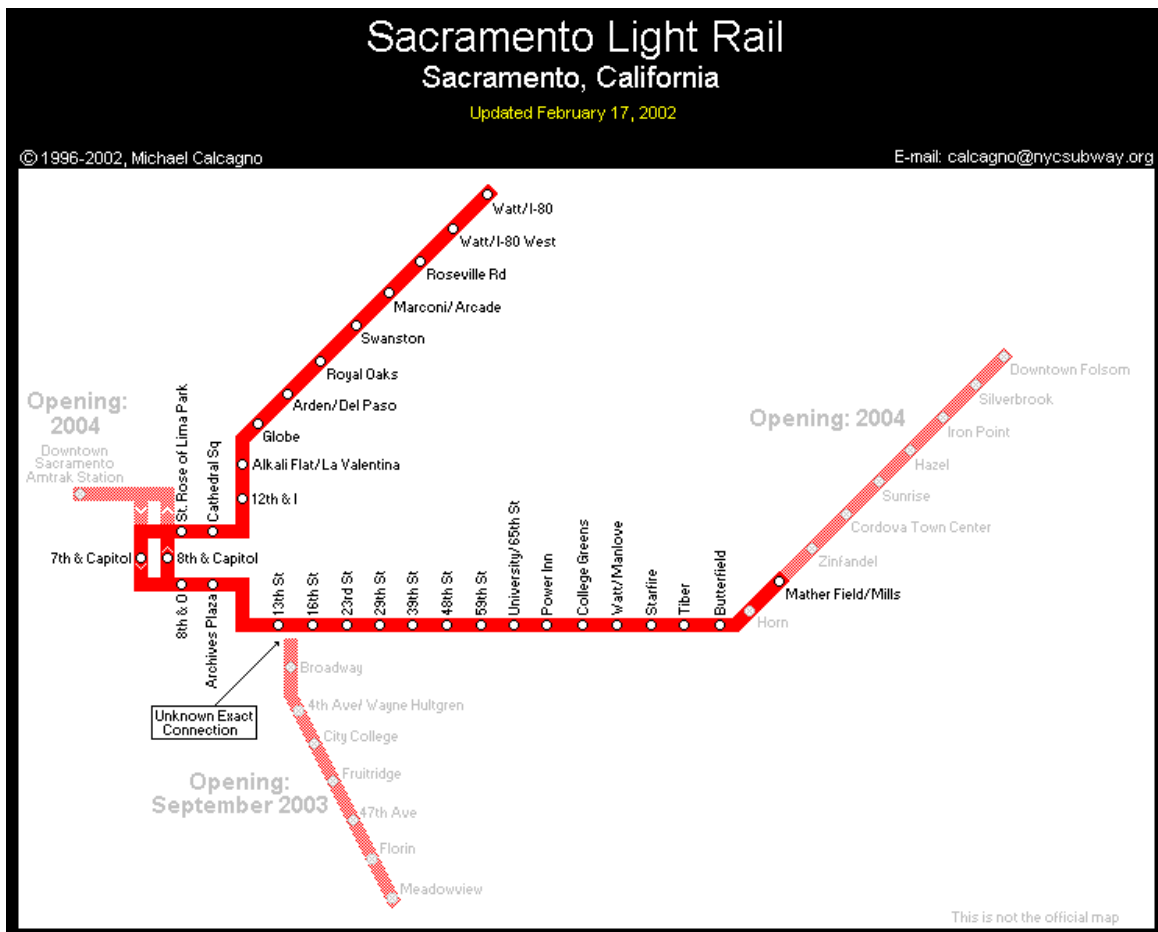 Sacramento Light Rail
Sacramento, California
Updated February 17, 2002
© 1996-2002, Michael Calcagno
E-mail: calcagno@nycsubway.org
Watt/I-80
Watt/I-80 West
Roseville Rd
Marconi/Arcade
Swanston
Royal Oaks
Arden/Del Paso
Globe
Alkali Flat/La Valentina
12th & I
Cathedral Sq
St. Rose of Lima Park
Opening:
2004
Downtown
Sacramento
Amtrak Station
7th & Capitol
8th & Capitol
8th & O
Archives Plaza
13th St
16th St
23rd St
29th St
39th St
48th St
59th St
University/65th St
Power Inn
College Greens
Watt/Manlove
Starfire
Tiber
Butterfield
Horn
Mather Field/Mills
Zinfandel
Cordova Town Center
Sunrise
Hazel
Iron Point
Silverbrook
Downtown Folsom
Opening: 2004
Unknown Exact
Connection
Broadway
4th Ave/ Wayne Hultgren
City College
Fruitridge
47th Ave
Florin
Meadowview
Opening:
September 2003
This is not the official map